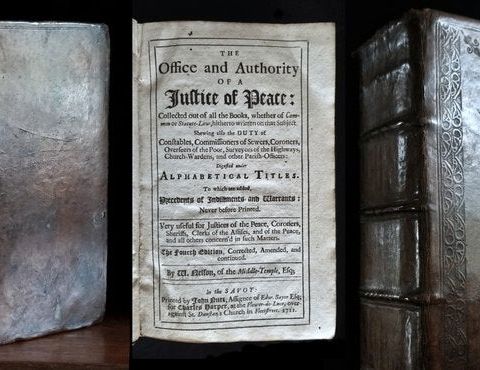 THE
Office and Authority
OF A
Juſtice of Peace:
Collected out of all the Books, whether of Com-
mon or Statute-Law, hitherto written on that Subject.
Shewing alſo the DUTY of
Conſtables, Commiſſioners of Sewers, Coroners,
Overſeers of the Poor, Surveyors of the Highways,
Church-Wardens, and other Pariſh-Officers:
Digeſted under
ALPHABETICAL TITLES.
To which are added,
Precedents of Indictments and Warrants:
Never before Printed.
Very uſeful for Juſtices of the Peace, Coroners,
Sheriffs, Clerks of the Aſſiſes, and of the Peace,
and all others concern'd in ſuch Matters.
The Fourth Edition, Corrected, Amended, and
continued.
By W. Nelſon, of the Middle-Temple, Eſq;
In the SAVOY:
Printed by John Nutt, Aſſignee of Edw. Sayer Eſq;
for Charles Harper, at the Flower-de-Luce, over-
againſt St. Dunſtan's Church in Fleetſtreet. 1711.